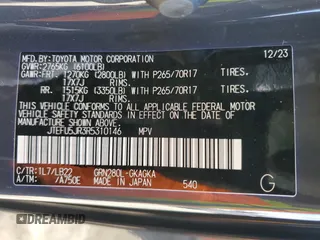 MFD.BY:TOYOTA MOTOR CORPORATION 12/23
GVWR:2765KG (6100LB)
GAWR:FRT. 1270KG (2800LB) WITH P265/70R17 TIRES.
17X7J
RR. 1515KG (3350LB) WITH P265/70R17 TIRES.
17X7J
THIS VEHICLE CONFORMS TO ALL APPLICABLE FEDERAL
MOTOR VEHICLE SAFETY STANDARDS IN EFFECT ON
THE DATE OF MANUFACTURE SHOWN ABOVE.
JTEFU5JR3R5310146 MPV
C/TR:1L7/LB22 GRN280L-GKAGKA
A/TM: /A750E MADE IN JAPAN 540 G
DREAMBID